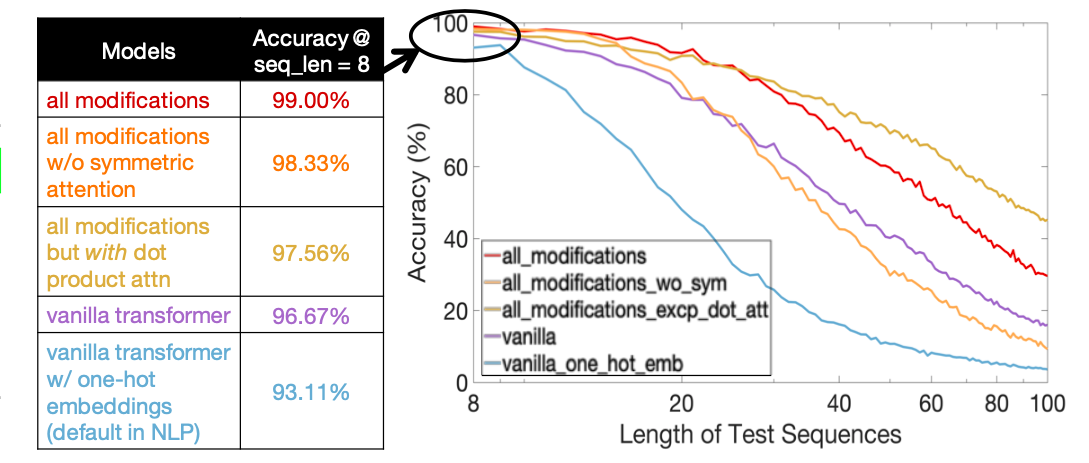 Models
Accuracy @
seq_len = 8
all modifications
99.00%
all modifications
w/o symmetric
attention
98.33%
all modifications
but with dot
product attn
97.56%
vanilla transformer
96.67%
vanilla transformer
w/ one-hot
embeddings
(default in NLP)
93.11%
Accuracy (%)
100
80
60
40
20
0
all_modifications
all_modifications_wo_sym
all_modifications_excp_dot_att
vanilla
vanilla_one_hot_emb
8
20
40
60
80
100
Length of Test Sequences